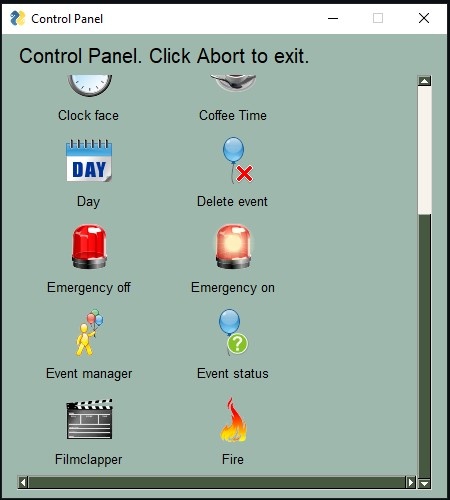 Control Panel
Control Panel. Click Abort to exit.
Clock face Coffee Time
DAY
Day Delete event
Emergency off Emergency on
?
Event manager Event status
Filmclapper Fire